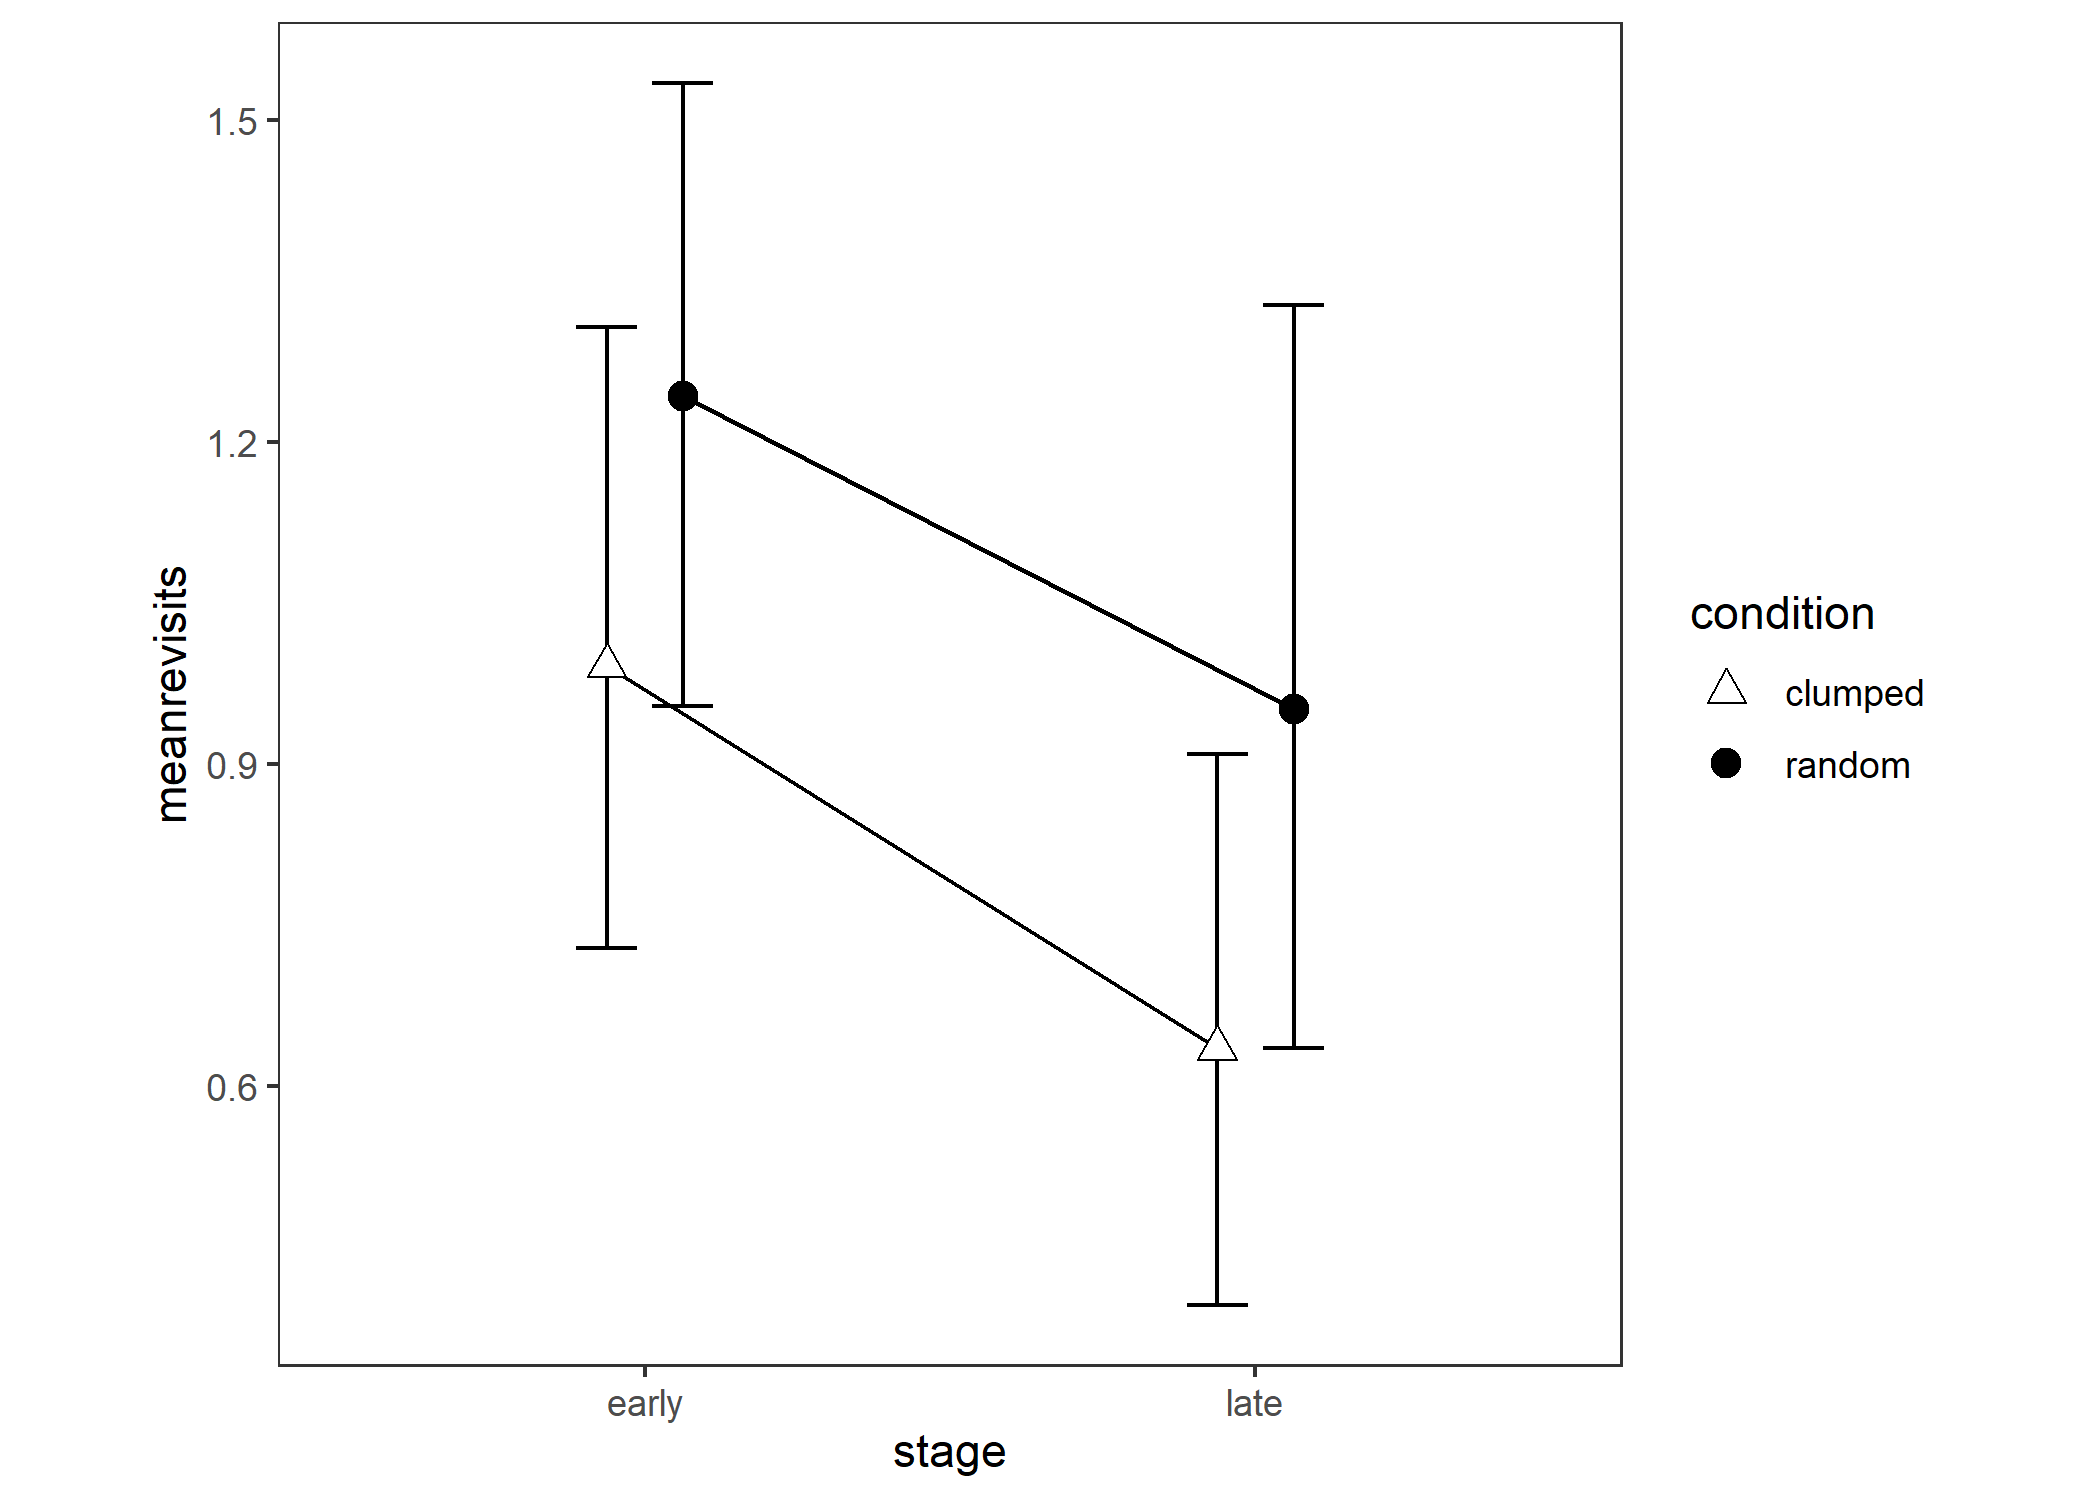 1.5
1.2
0.9
0.6
meanrevisits
early late
stage
condition
clumped
random